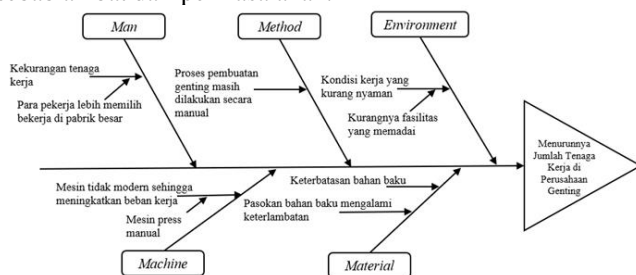 Man
Method
Environment
Kekurangan tenaga
kerja
Para pekerja lebih memilih
bekerja di pabrik besar
Proses pembuatan
genting masih
dilakukan secara
manual
Kondisi kerja yang
kurang nyaman
Kurangnya fasilitas
yang memadai
Menurunnya
Jumlah Tenaga
Kerja di
Perusahaan
Genting
Mesin tidak modern sehingga
meningkatkan beban kerja
Mesin press
manual
Keterbatasan bahan baku
Pasokan bahan baku mengalami
keterlambatan
Machine
Material